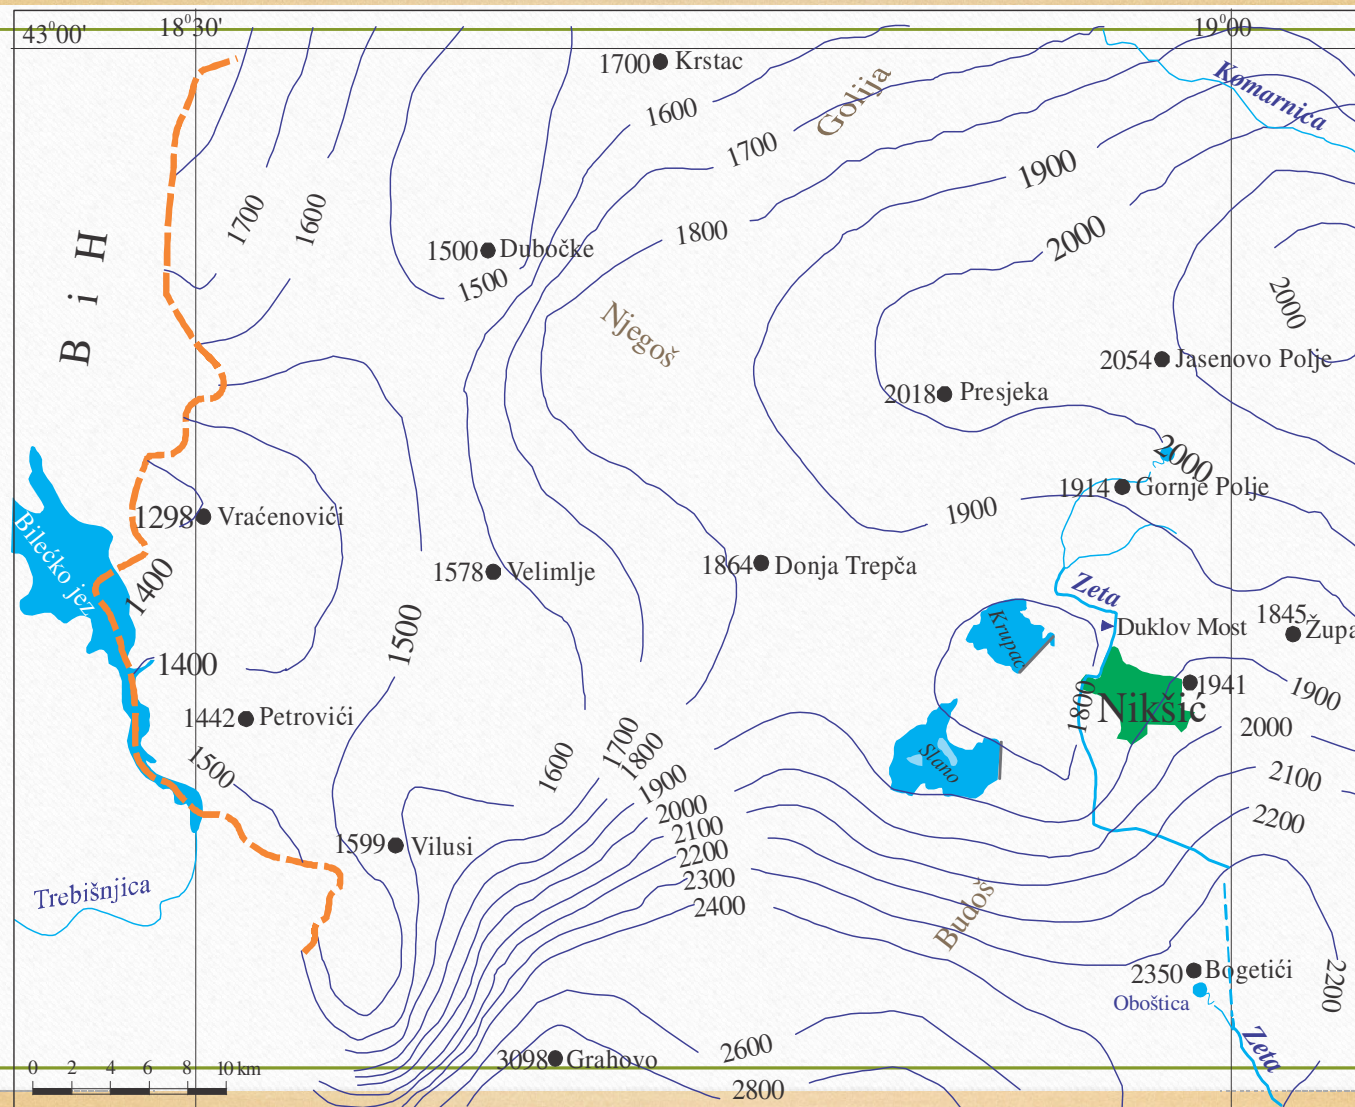 43°00'
18°30'
19°00
1700 Krstac
1600
Golija
Komarnica
1700
1900
1700
1600
1800
2000
B i H
1500 Dubočke
1500
2000
Njegoš
2054 Jasenovo Polje
2018 Presjeka
2000
1914 Gornje Polje
1298 Vraćenovići
1900
Bilećko jez
1400
1578 Velimlje
1864 Donja Trepča
Zeta
1845 Župa
Duklov Most
Krupac
1500
1400
1941
1900
1442 Petrovići
1800
Nikšić
2000
1500
1600
1700
1800
1900
Slano
2100
2000
2200
2100
1599 Vilusi
2200
2300
2400
Trebišnjica
Budoš
2350 Bogetići
2200
Oboštica
Zeta
3098 Grahovo
2600
2800
0 2 4 6 8 10 km